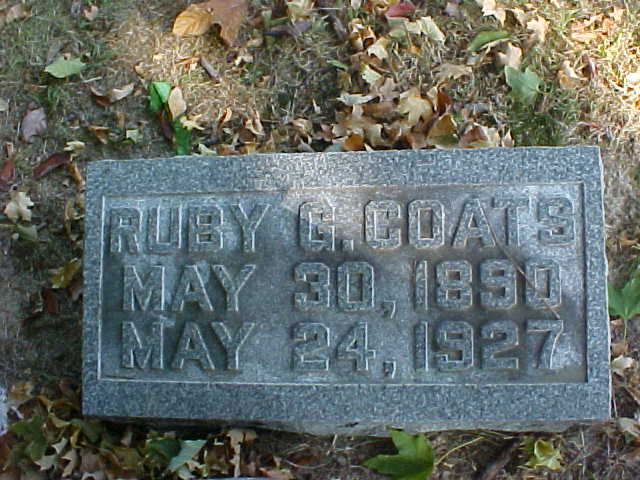 RUBY G. COATS
MAY 30, 1890
MAY 24, 1927